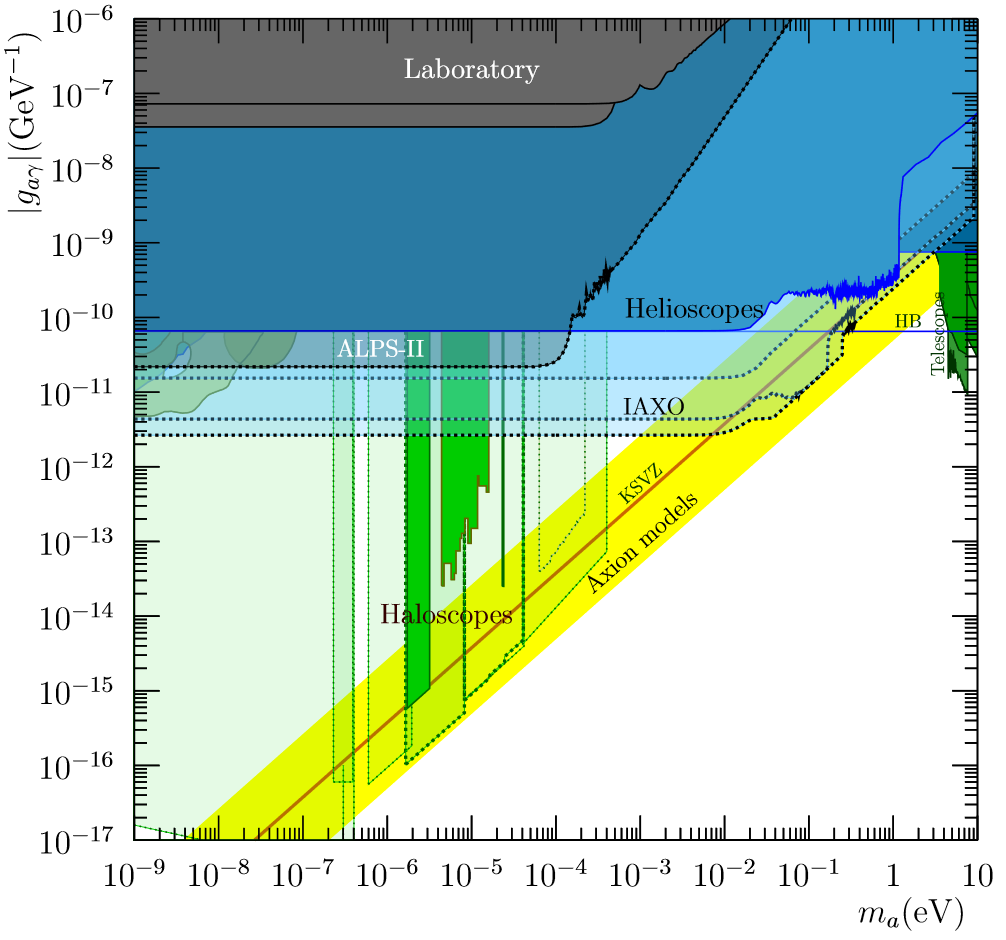 |g_{aγ}|(GeV^{−1})
10^{−6}
10^{−7}
10^{−8}
10^{−9}
10^{−10}
10^{−11}
10^{−12}
10^{−13}
10^{−14}
10^{−15}
10^{−16}
10^{−17}
Laboratory
Helioscopes
HB
Telescopes
ALPS-II
IAXO
KSVZ
Axion models
Haloscopes
10^{−9} 10^{−8} 10^{−7} 10^{−6} 10^{−5} 10^{−4} 10^{−3} 10^{−2} 10^{−1} 1 10
m_a(eV)